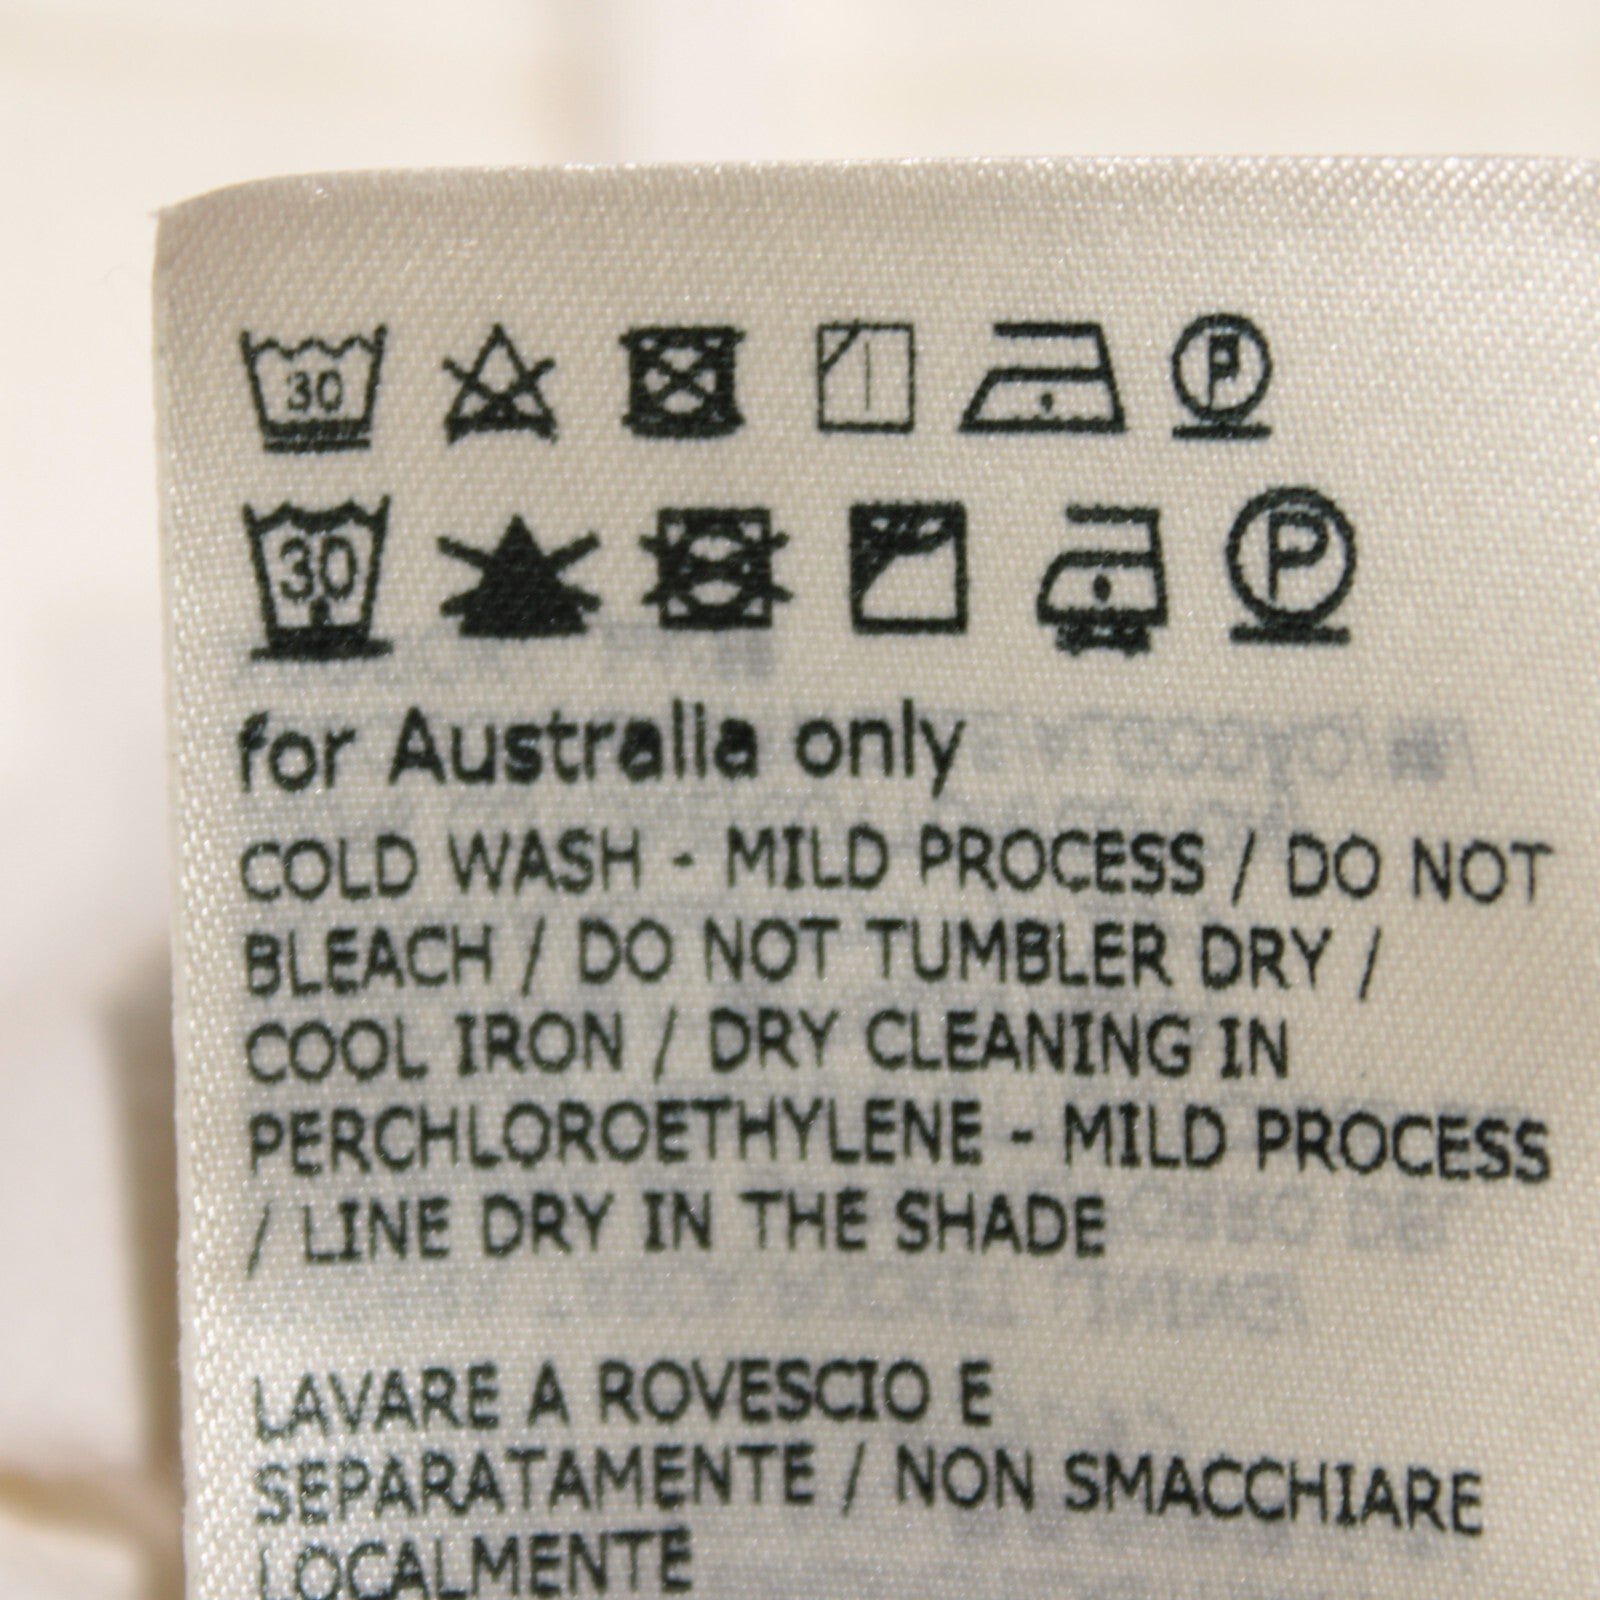 30 P
30 P
for Australia only
COLD WASH - MILD PROCESS / DO NOT
BLEACH / DO NOT TUMBLER DRY /
COOL IRON / DRY CLEANING IN
PERCHLOROETHYLENE - MILD PROCESS
/ LINE DRY IN THE SHADE
LAVARE A ROVESCIO E
SEPARATAMENTE / NON SMACCHIARE
LOCALMENTE